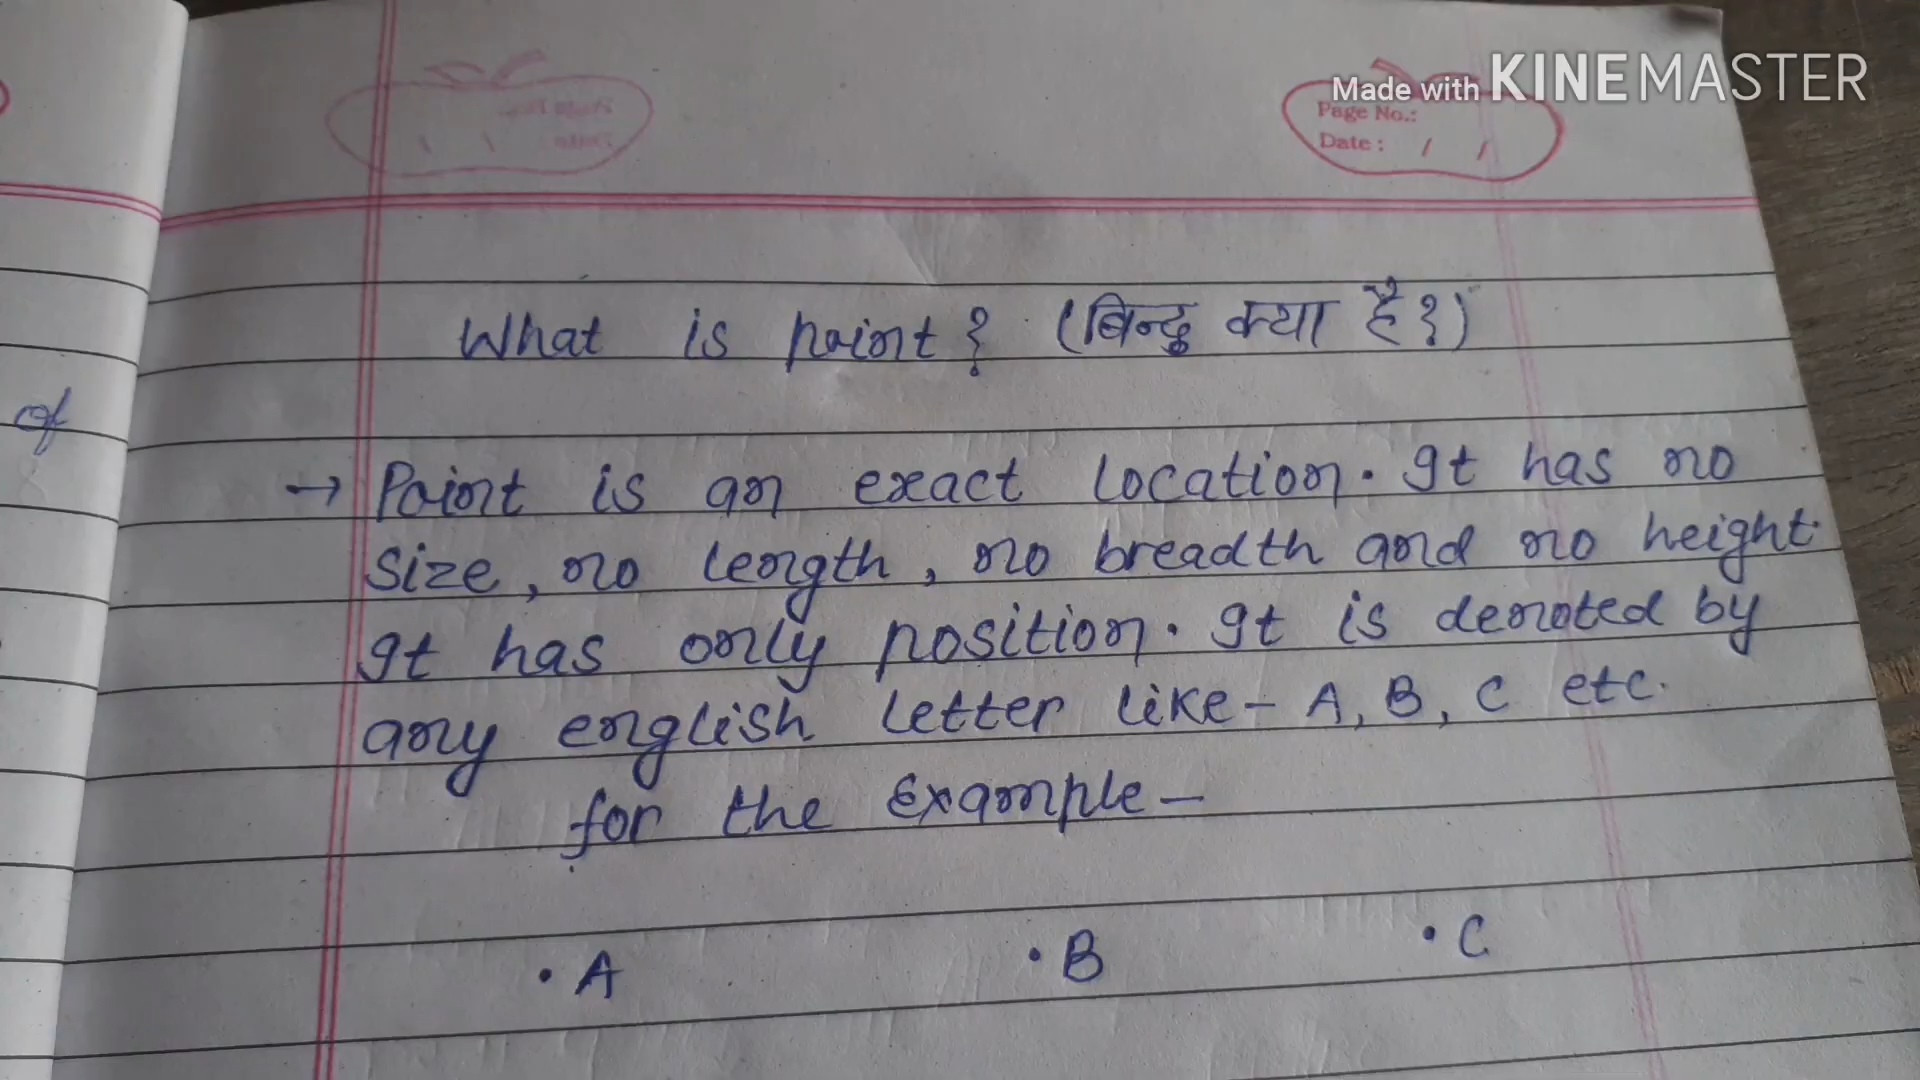 Made with KINEMASTER
Page No.:
Date: / /
What is point? (बिन्दु क्या है?)
of
→ Point is an exact location. It has no
size, no length, no breadth and no height.
It has only position. It is denoted by
any english letter like - A, B, C etc.
for the Example -
• A • B • C